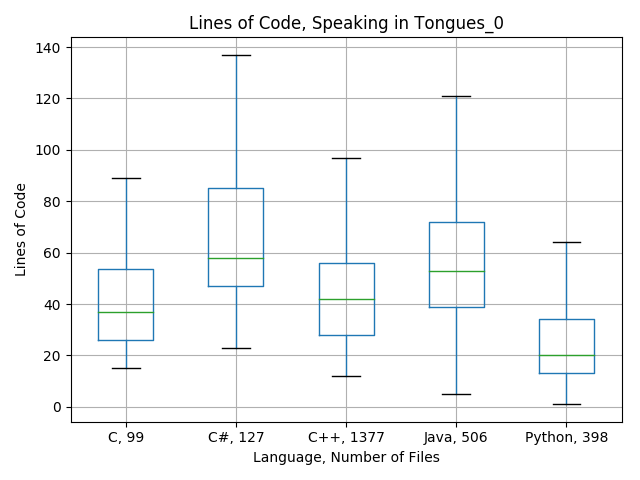 Lines of Code, Speaking in Tongues_0
Lines of Code
140
120
100
80
60
40
20
0
C, 99
C#, 127
C++, 1377
Java, 506
Python, 398
Language, Number of Files